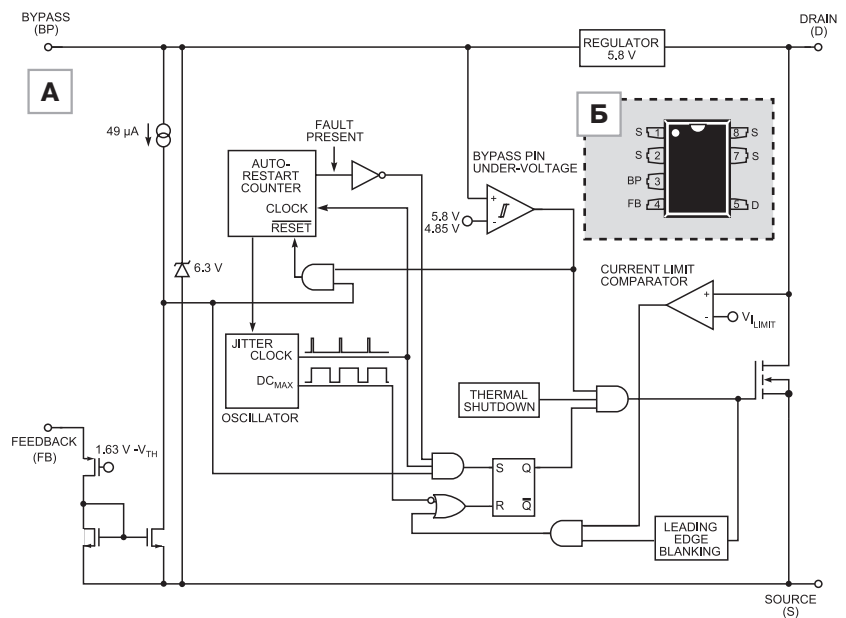 BYPASS
(BP)
DRAIN
(D)
REGULATOR
5.8 V
А
Б
49 µA
FAULT
PRESENT
AUTO-
RESTART
COUNTER
CLOCK
RESET
BYPASS PIN
UNDER-VOLTAGE
+
-
5.8 V
4.85 V
S 1
8 S
S 2
7 S
BP 3
FB 4
5 D
6.3 V
CURRENT LIMIT
COMPARATOR
+
-
VI LIMIT
JITTER
CLOCK
DCMAX
OSCILLATOR
THERMAL
SHUTDOWN
FEEDBACK
(FB)
1.63 V -VTH
S Q
R Q
LEADING
EDGE
BLANKING
SOURCE
(S)